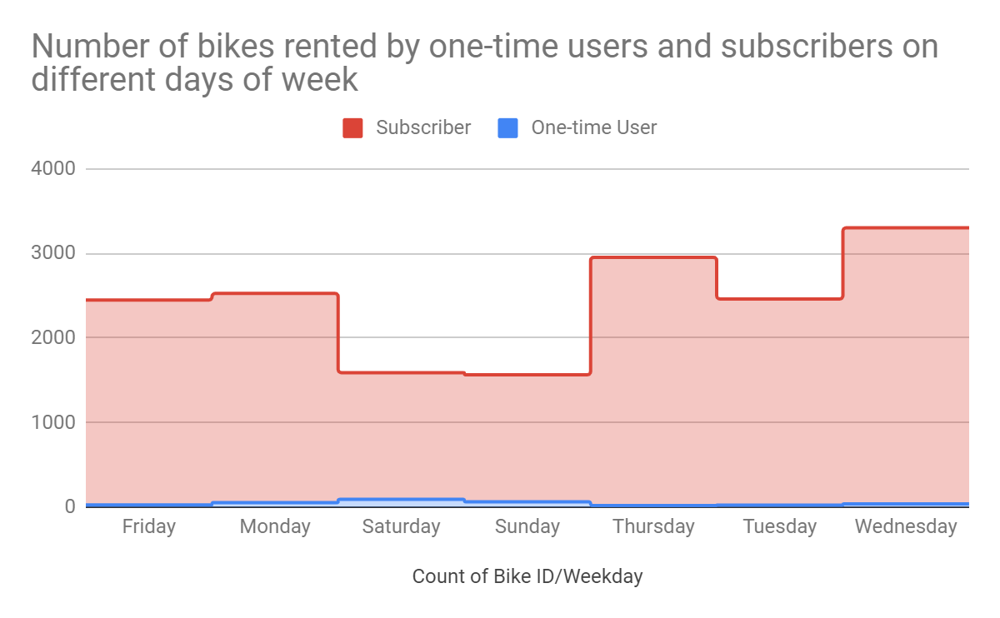 Number of bikes rented by one-time users and subscribers on
different days of week
Subscriber One-time User
4000
3000
2000
1000
0
Friday Monday Saturday Sunday Thursday Tuesday Wednesday
Count of Bike ID/Weekday